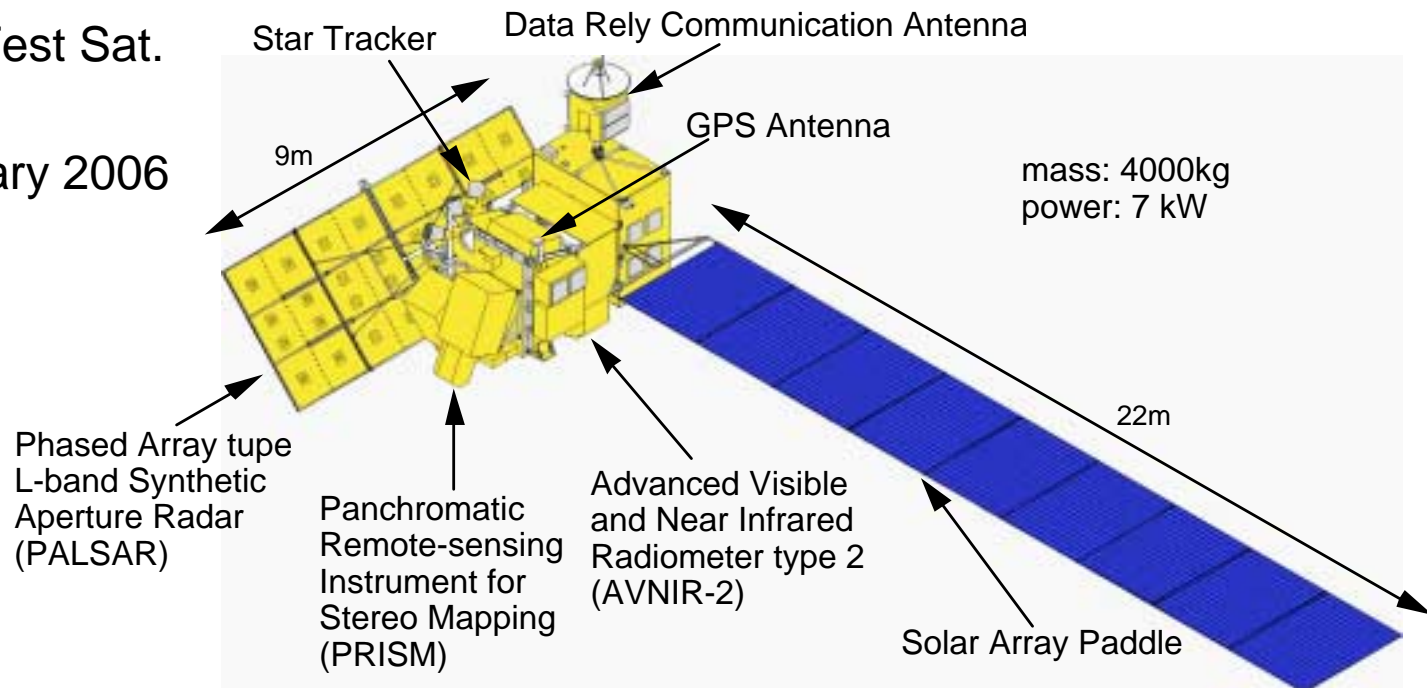 Test Sat.
ary 2006
Star Tracker
Data Rely Communication Antenna
GPS Antenna
9m
mass: 4000kg
power: 7 kW
22m
Phased Array tupe
L-band Synthetic
Aperture Radar
(PALSAR)
Panchromatic
Remote-sensing
Instrument for
Stereo Mapping
(PRISM)
Advanced Visible
and Near Infrared
Radiometer type 2
(AVNIR-2)
Solar Array Paddle